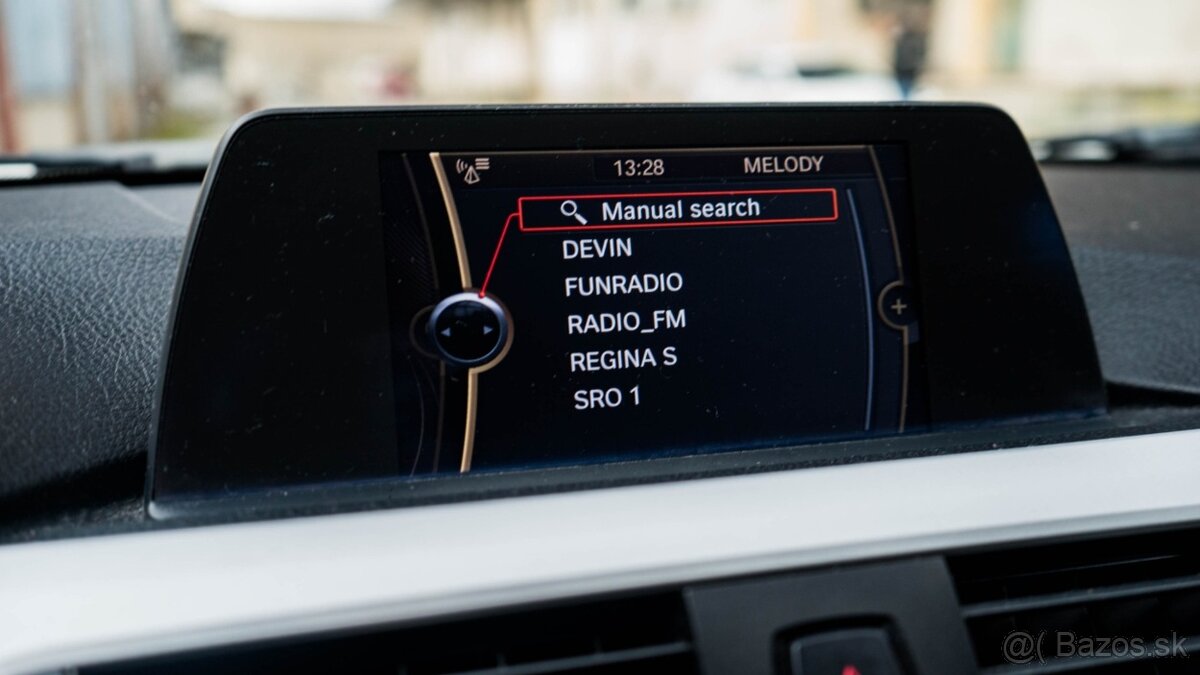 13:28 MELODY
Manual search
DEVIN
FUNRADIO
RADIO_FM
REGINA S
SRO 1
@( Bazos.sk